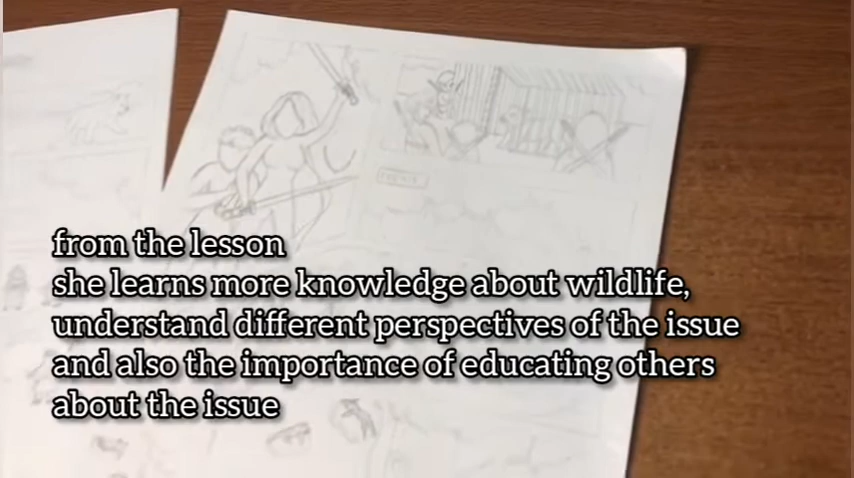 from the lesson
she learns more knowledge about wildlife,
understand different perspectives of the issue
and also the importance of educating others
about the issue